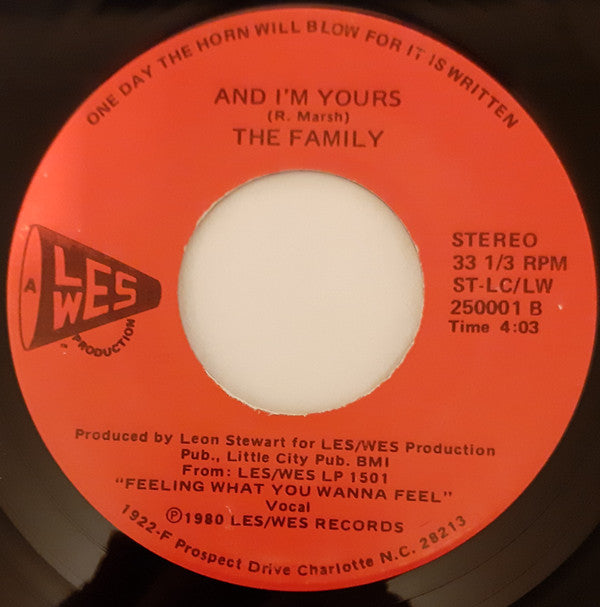 ONE DAY THE HORN WILL BLOW FOR IT IS WRITTEN
AND I'M YOURS
(R. Marsh)
THE FAMILY
A LES
WES
PRODUCTION
STEREO
33 1/3 RPM
ST-LC/LW
250001 B
Time 4:03
Produced by Leon Stewart for LES/WES Production
Pub., Little City Pub. BMI
From: LES/WES LP 1501
"FEELING WHAT YOU WANNA FEEL"
Vocal
Ⓟ1980 LES/WES RECORDS
1922-F Prospect Drive Charlotte N.C. 28213